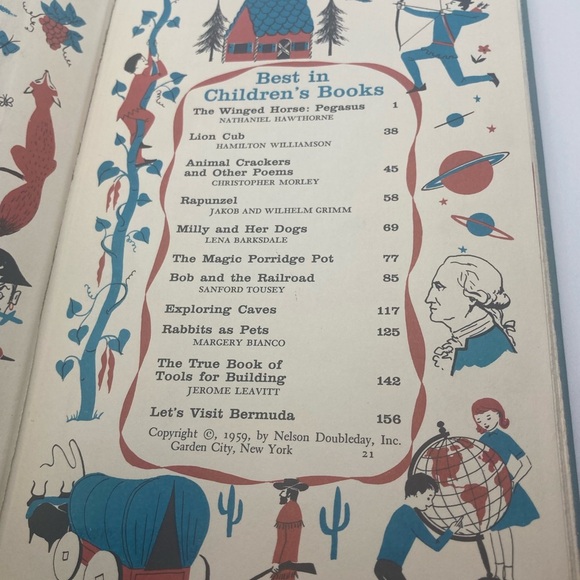 Best in
Children's Books
The Winged Horse: Pegasus 1
NATHANIEL HAWTHORNE
Lion Cub 38
HAMILTON WILLIAMSON
Animal Crackers
and Other Poems 45
CHRISTOPHER MORLEY
Rapunzel 58
JAKOB AND WILHELM GRIMM
Milly and Her Dogs 69
LENA BARKSDALE
The Magic Porridge Pot 77
Bob and the Railroad 85
SANFORD TOUSEY
Exploring Caves 117
Rabbits as Pets 125
MARGERY BIANCO
The True Book of
Tools for Building 142
JEROME LEAVITT
Let's Visit Bermuda 156
Copyright ©, 1959, by Nelson Doubleday, Inc.
Garden City, New York 21